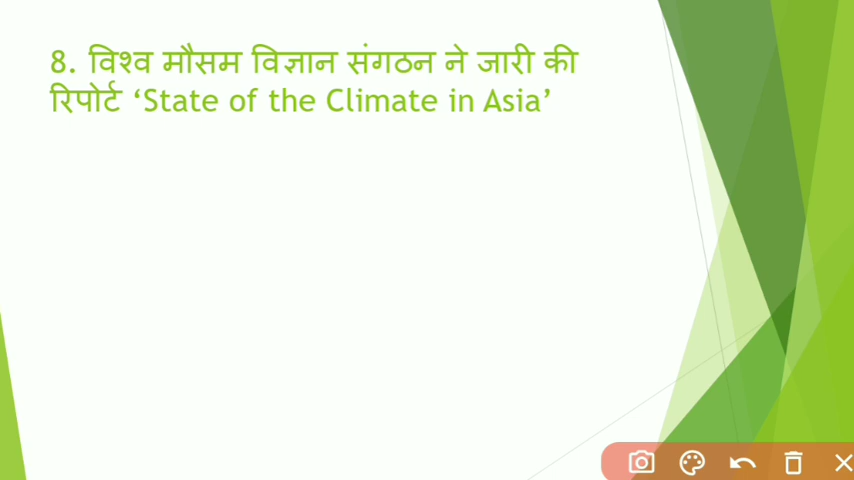 8. विश्व मौसम विज्ञान संगठन ने जारी की
रिपोर्ट ‘State of the Climate in Asia’